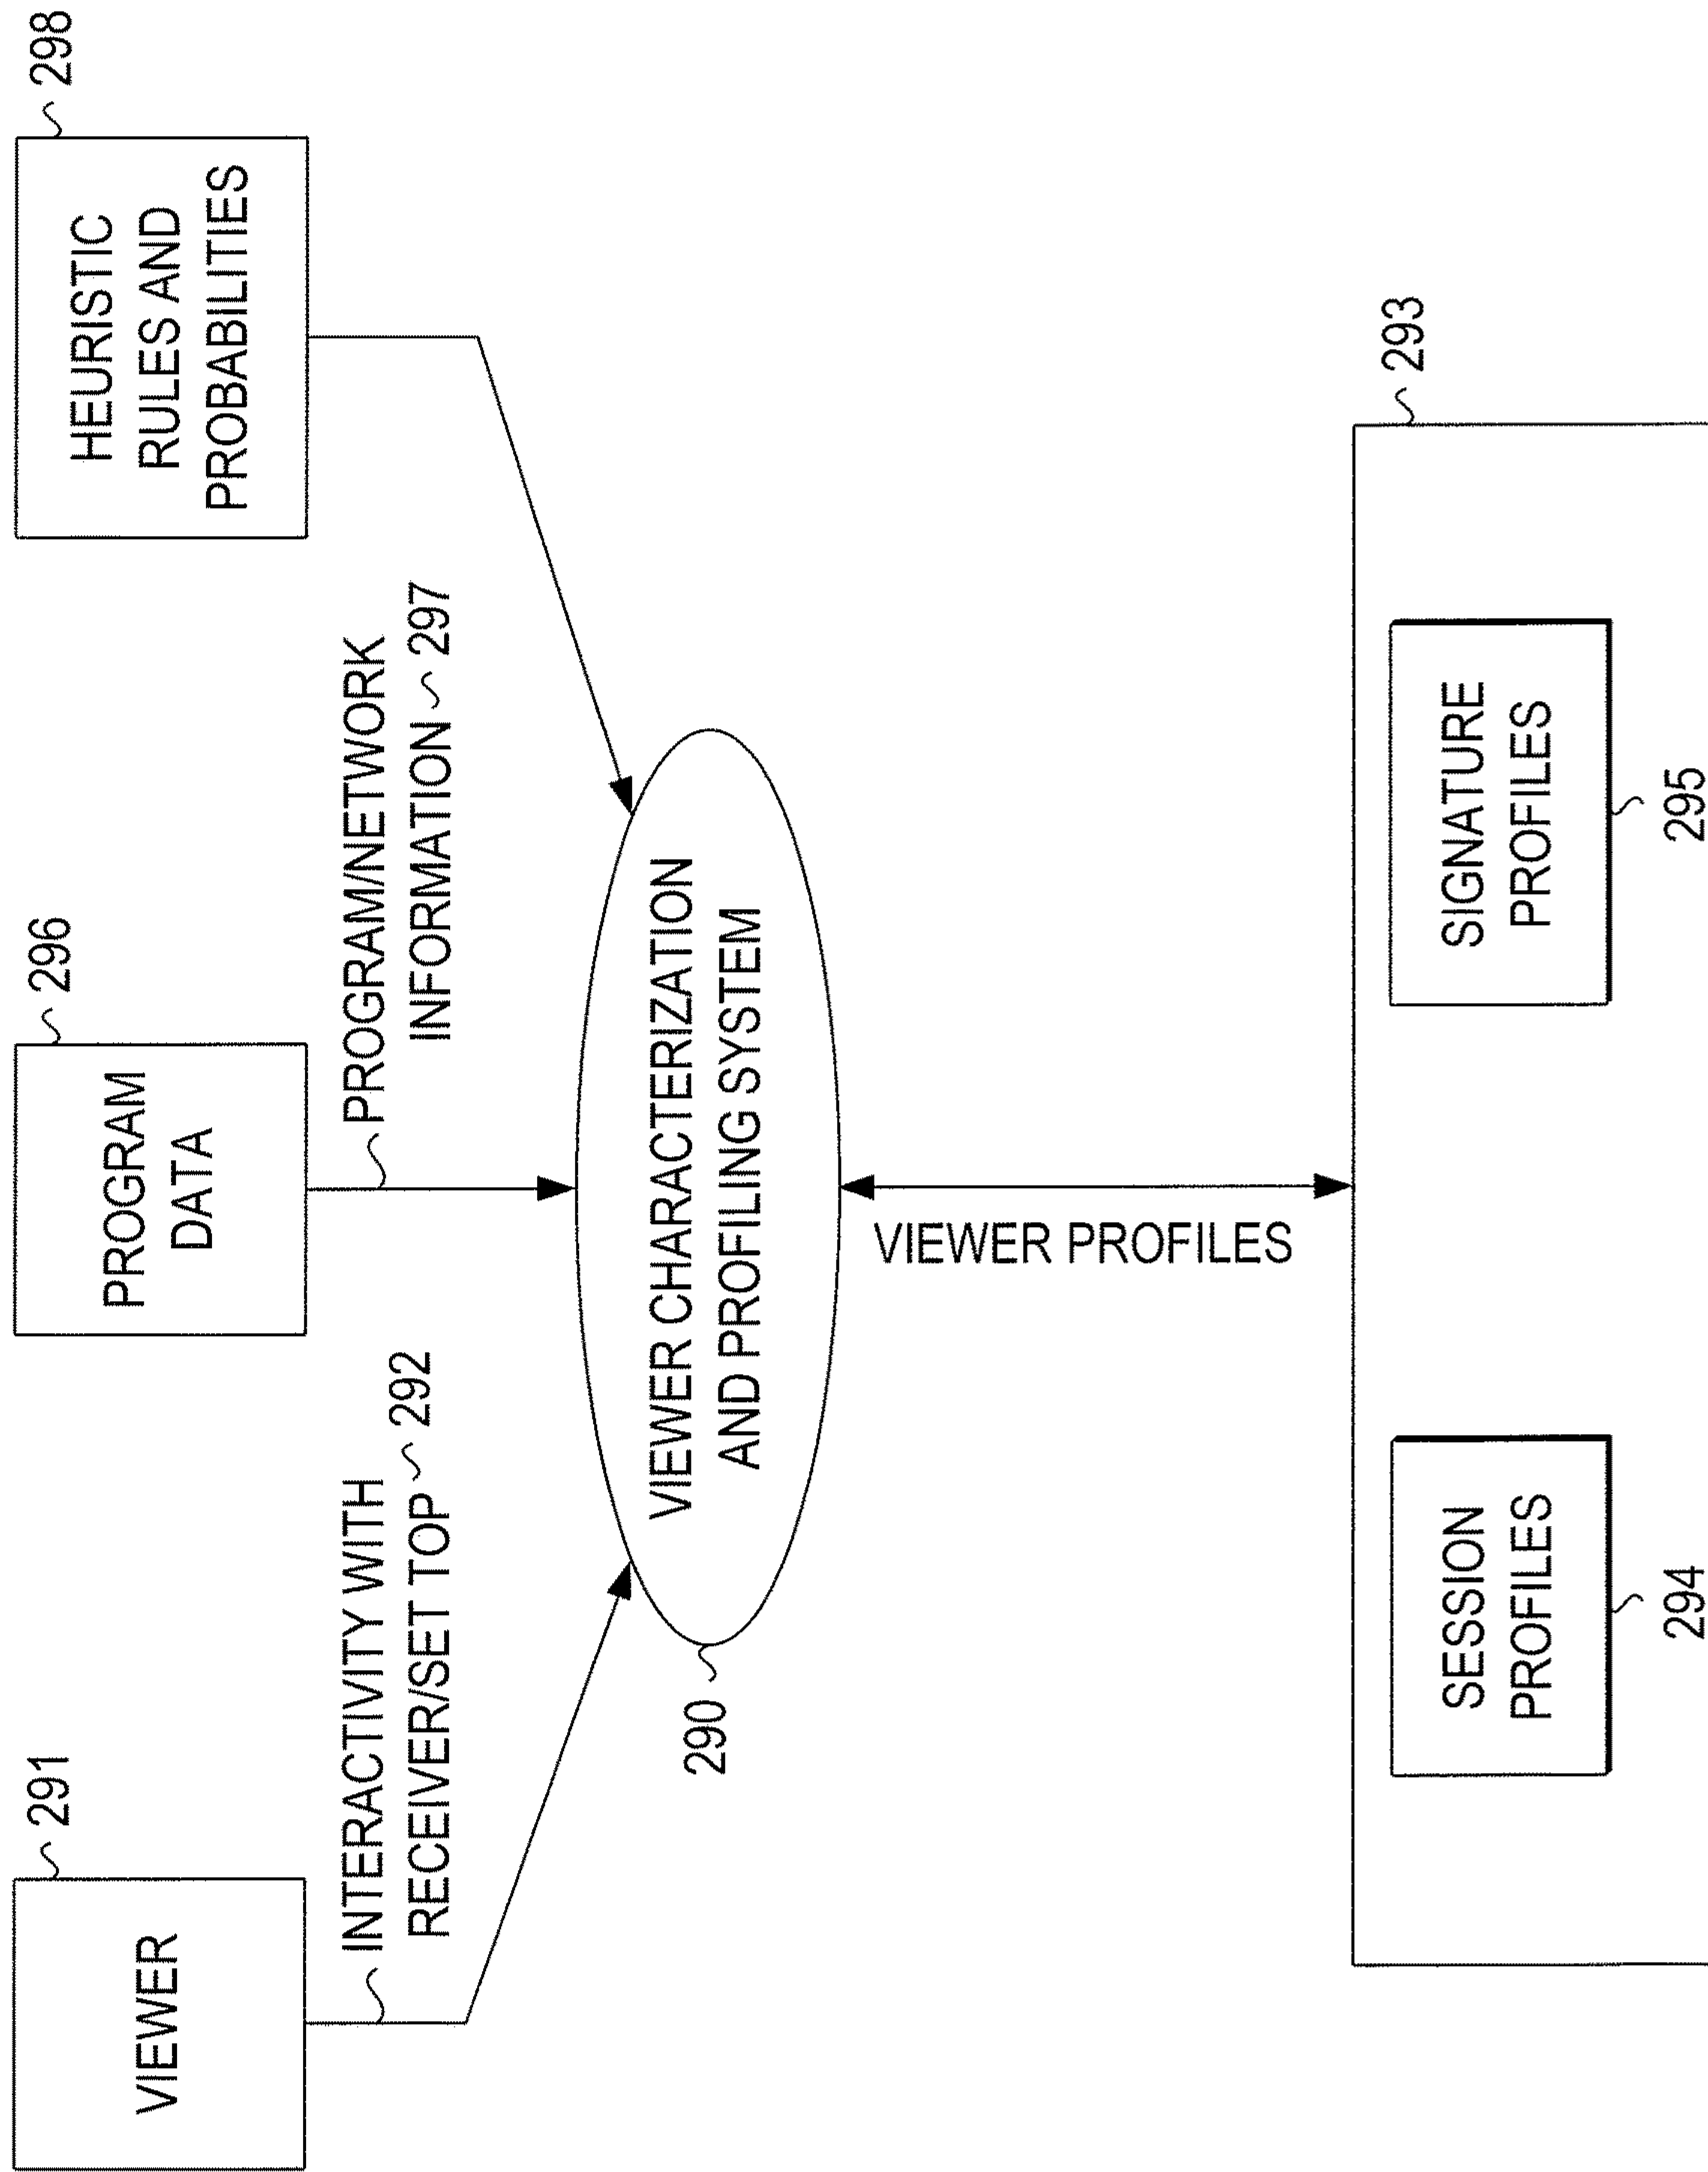 291
VIEWER
296
PROGRAM
DATA
298
HEURISTIC
RULES AND
PROBABILITIES
INTERACTIVITY WITH
RECEIVER/SET TOP 292
PROGRAM/NETWORK
INFORMATION 297
VIEWER CHARACTERIZATION
AND PROFILING SYSTEM
290
VIEWER PROFILES
293
SESSION
PROFILES
294
SIGNATURE
PROFILES
295